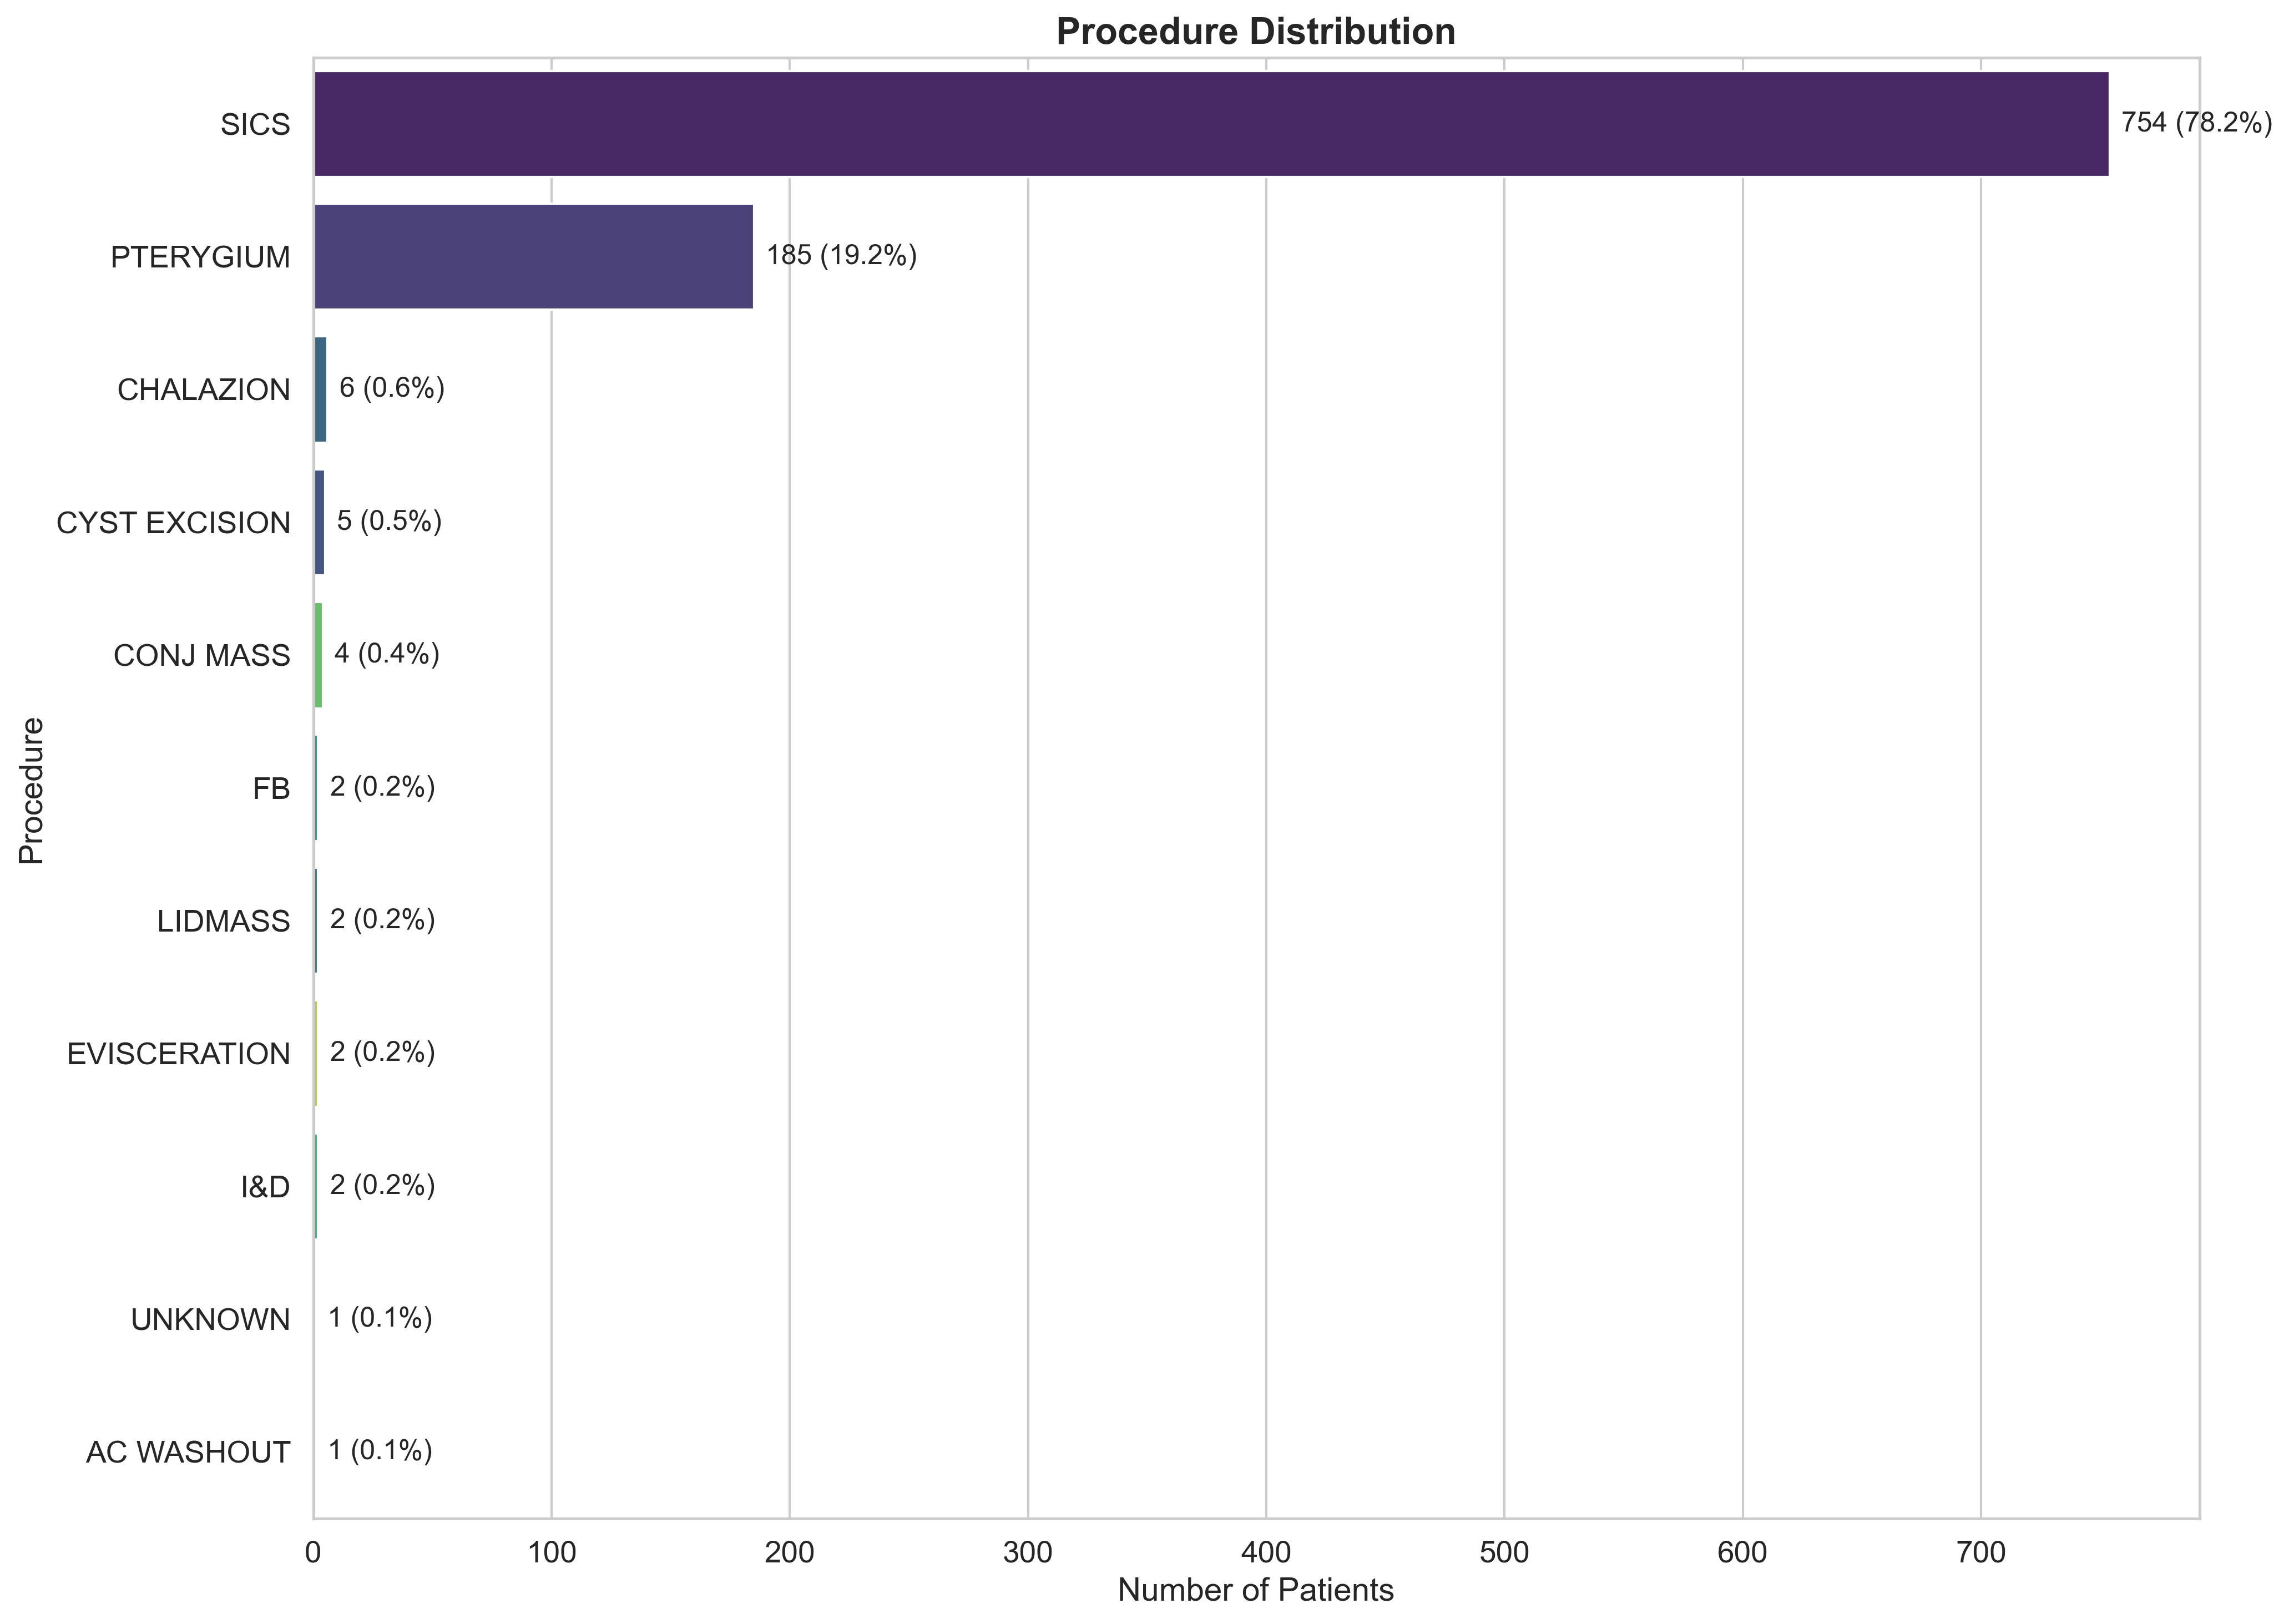 Procedure Distribution
SICS 754 (78.2%)
PTERYGIUM 185 (19.2%)
CHALAZION 6 (0.6%)
CYST EXCISION 5 (0.5%)
CONJ MASS 4 (0.4%)
FB 2 (0.2%)
LIDMASS 2 (0.2%)
EVISCERATION 2 (0.2%)
I&D 2 (0.2%)
UNKNOWN 1 (0.1%)
AC WASHOUT 1 (0.1%)
Procedure
0 100 200 300 400 500 600 700
Number of Patients